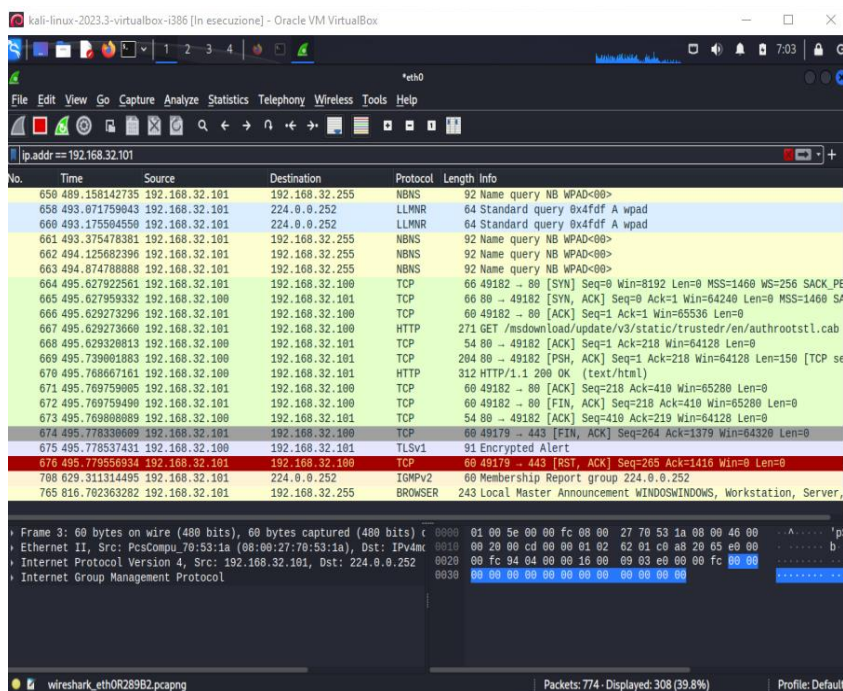 kali-linux-2023.3-virtualbox-i386 [In esecuzione] - Oracle VM VirtualBox
1 2 3 4 7:03
*eth0
File Edit View Go Capture Analyze Statistics Telephony Wireless Tools Help
ip.addr == 192.168.32.101
No. Time Source Destination Protocol Length Info
650 489.158142735 192.168.32.101 192.168.32.255 NBNS 92 Name query NB WPAD<00>
658 493.071759043 192.168.32.101 224.0.0.252 LLMNR 64 Standard query 0x4fdf A wpad
660 493.175504550 192.168.32.101 224.0.0.252 LLMNR 64 Standard query 0x4fdf A wpad
661 493.375478381 192.168.32.101 192.168.32.255 NBNS 92 Name query NB WPAD<00>
662 494.125682396 192.168.32.101 192.168.32.255 NBNS 92 Name query NB WPAD<00>
663 494.874788888 192.168.32.101 192.168.32.255 NBNS 92 Name query NB WPAD<00>
664 495.627922561 192.168.32.101 192.168.32.100 TCP 66 49182 → 80 [SYN] Seq=0 Win=8192 Len=0 MSS=1460 WS=256 SACK_PE
665 495.627959332 192.168.32.100 192.168.32.101 TCP 66 80 → 49182 [SYN, ACK] Seq=0 Ack=1 Win=64240 Len=0 MSS=1460 SA
666 495.629273296 192.168.32.101 192.168.32.100 TCP 60 49182 → 80 [ACK] Seq=1 Ack=1 Win=65536 Len=0
667 495.629273660 192.168.32.101 192.168.32.100 HTTP 271 GET /msdownload/update/v3/static/trustedr/en/authrootstl.cab
668 495.629320813 192.168.32.100 192.168.32.101 TCP 54 80 → 49182 [ACK] Seq=1 Ack=218 Win=64128 Len=0
669 495.739001883 192.168.32.100 192.168.32.101 TCP 204 80 → 49182 [PSH, ACK] Seq=1 Ack=218 Win=64128 Len=150 [TCP se
670 495.768667161 192.168.32.100 192.168.32.101 HTTP 312 HTTP/1.1 200 OK (text/html)
671 495.769759005 192.168.32.101 192.168.32.100 TCP 60 49182 → 80 [ACK] Seq=218 Ack=410 Win=65280 Len=0
672 495.769759490 192.168.32.101 192.168.32.100 TCP 60 49182 → 80 [FIN, ACK] Seq=218 Ack=410 Win=65280 Len=0
673 495.769808089 192.168.32.100 192.168.32.101 TCP 54 80 → 49182 [ACK] Seq=410 Ack=219 Win=64128 Len=0
674 495.778330609 192.168.32.101 192.168.32.100 TCP 60 49179 → 443 [FIN, ACK] Seq=264 Ack=1379 Win=64320 Len=0
675 495.778537431 192.168.32.100 192.168.32.101 TLSv1 91 Encrypted Alert
676 495.779556934 192.168.32.101 192.168.32.100 TCP 60 49179 → 443 [RST, ACK] Seq=265 Ack=1416 Win=0 Len=0
708 629.311314495 192.168.32.101 224.0.0.252 IGMPv2 60 Membership Report group 224.0.0.252
765 816.702363282 192.168.32.101 192.168.32.255 BROWSER 243 Local Master Announcement WINDOSWINDOWS, Workstation, Server,
Frame 3: 60 bytes on wire (480 bits), 60 bytes captured (480 bits) c 0000 01 00 5e 00 00 fc 08 00 27 70 53 1a 08 00 46 00 ..^..... 'pS
Ethernet II, Src: PcsCompu_70:53:1a (08:00:27:70:53:1a), Dst: IPv4mc 0010 00 20 00 cd 00 00 01 02 62 01 c0 a8 20 65 e0 00 b
Internet Protocol Version 4, Src: 192.168.32.101, Dst: 224.0.0.252 0020 00 fc 94 04 00 00 16 00 09 03 e0 00 00 fc 00 00
Internet Group Management Protocol 0030 00 00 00 00 00 00 00 00 00 00 00 00
wireshark_eth0R289B2.pcapng Packets: 774 · Displayed: 308 (39.8%) Profile: Default